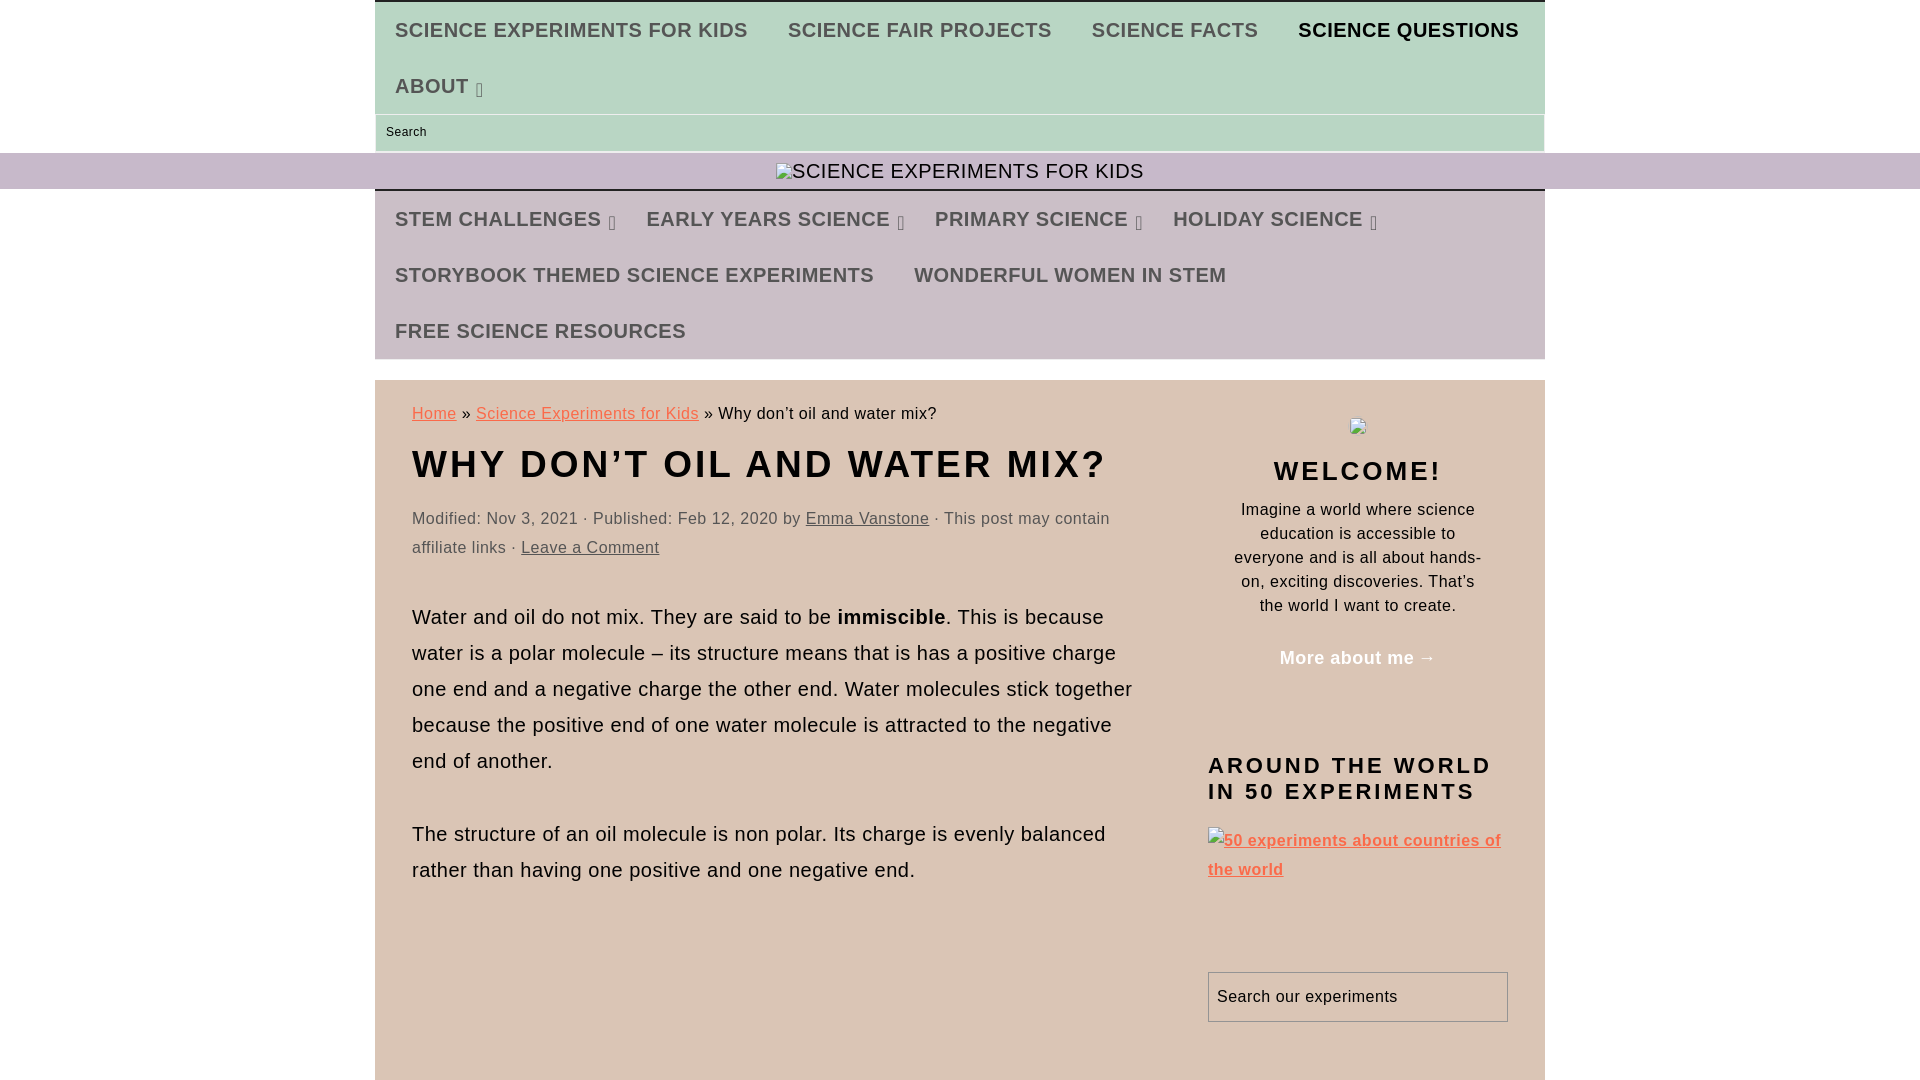 SCIENCE EXPERIMENTS FOR KIDS SCIENCE FAIR PROJECTS SCIENCE FACTS SCIENCE QUESTIONS
ABOUT
Search
SCIENCE EXPERIMENTS FOR KIDS
STEM CHALLENGES EARLY YEARS SCIENCE PRIMARY SCIENCE HOLIDAY SCIENCE
STORYBOOK THEMED SCIENCE EXPERIMENTS WONDERFUL WOMEN IN STEM
FREE SCIENCE RESOURCES
Home » Science Experiments for Kids » Why don’t oil and water mix?
WHY DON’T OIL AND WATER MIX?
Modified: Nov 3, 2021 · Published: Feb 12, 2020 by Emma Vanstone · This post may contain
affiliate links · Leave a Comment
Water and oil do not mix. They are said to be immiscible. This is because
water is a polar molecule – its structure means that is has a positive charge
one end and a negative charge the other end. Water molecules stick together
because the positive end of one water molecule is attracted to the negative
end of another.
The structure of an oil molecule is non polar. Its charge is evenly balanced
rather than having one positive and one negative end.
WELCOME!
Imagine a world where science
education is accessible to
everyone and is all about hands-
on, exciting discoveries. That’s
the world I want to create.
More about me →
AROUND THE WORLD
IN 50 EXPERIMENTS
50 experiments about countries of
the world
Search our experiments